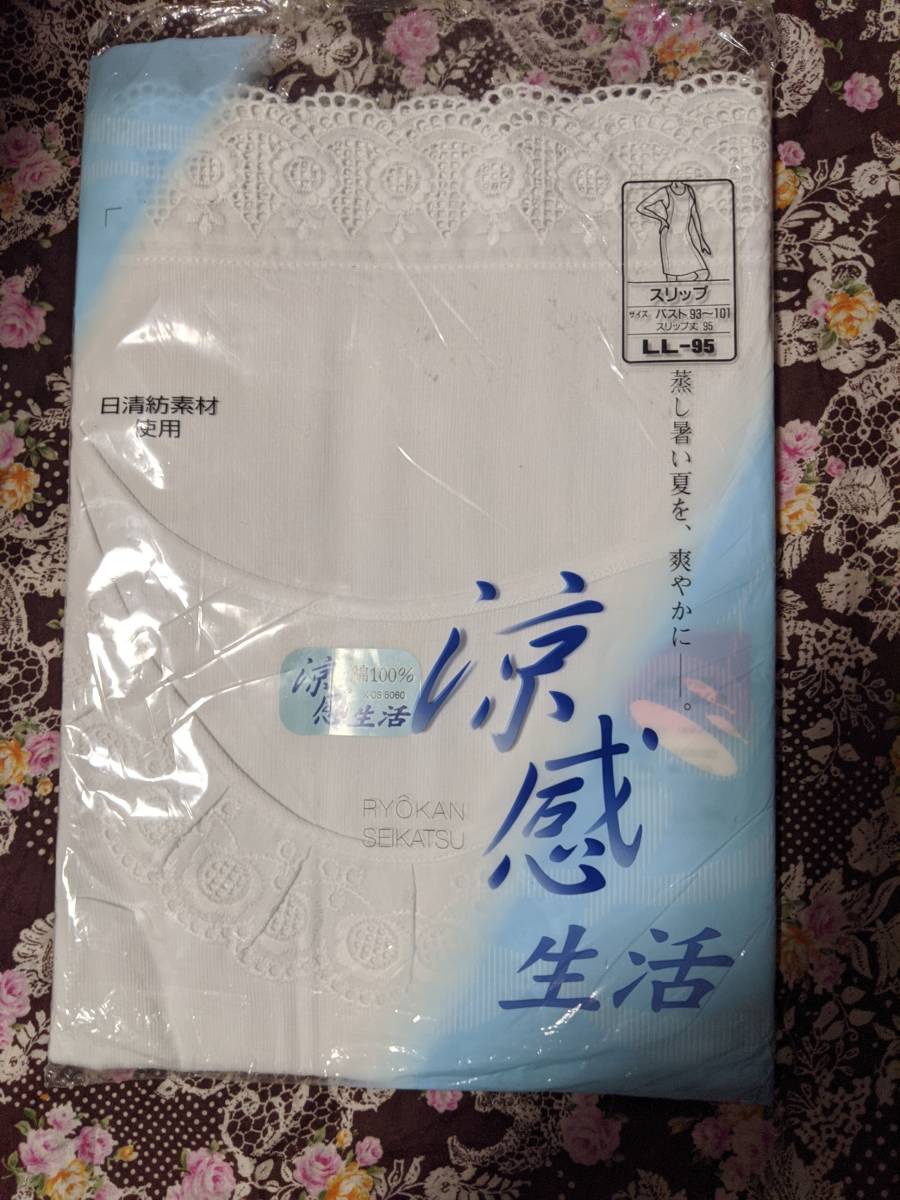 スリップ
サイズ バスト 93〜101
スリップ丈 95
LL-95
蒸し暑い夏を、爽やかに――。
日清紡素材
使用
涼感
生活
涼 綿100%
感生活
RYÔKAN
SEIKATSU